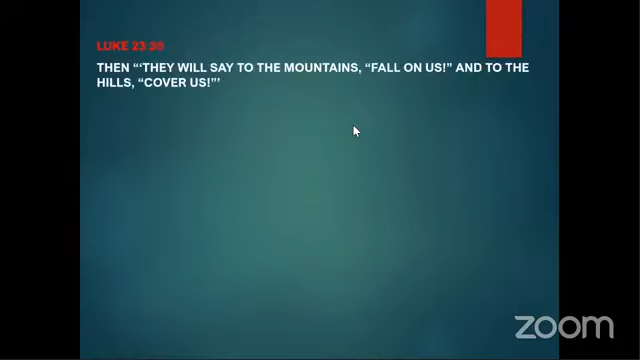 LUKE 23:30
THEN “‘THEY WILL SAY TO THE MOUNTAINS, “FALL ON US!” AND TO THE
HILLS, “COVER US!”’
zoom